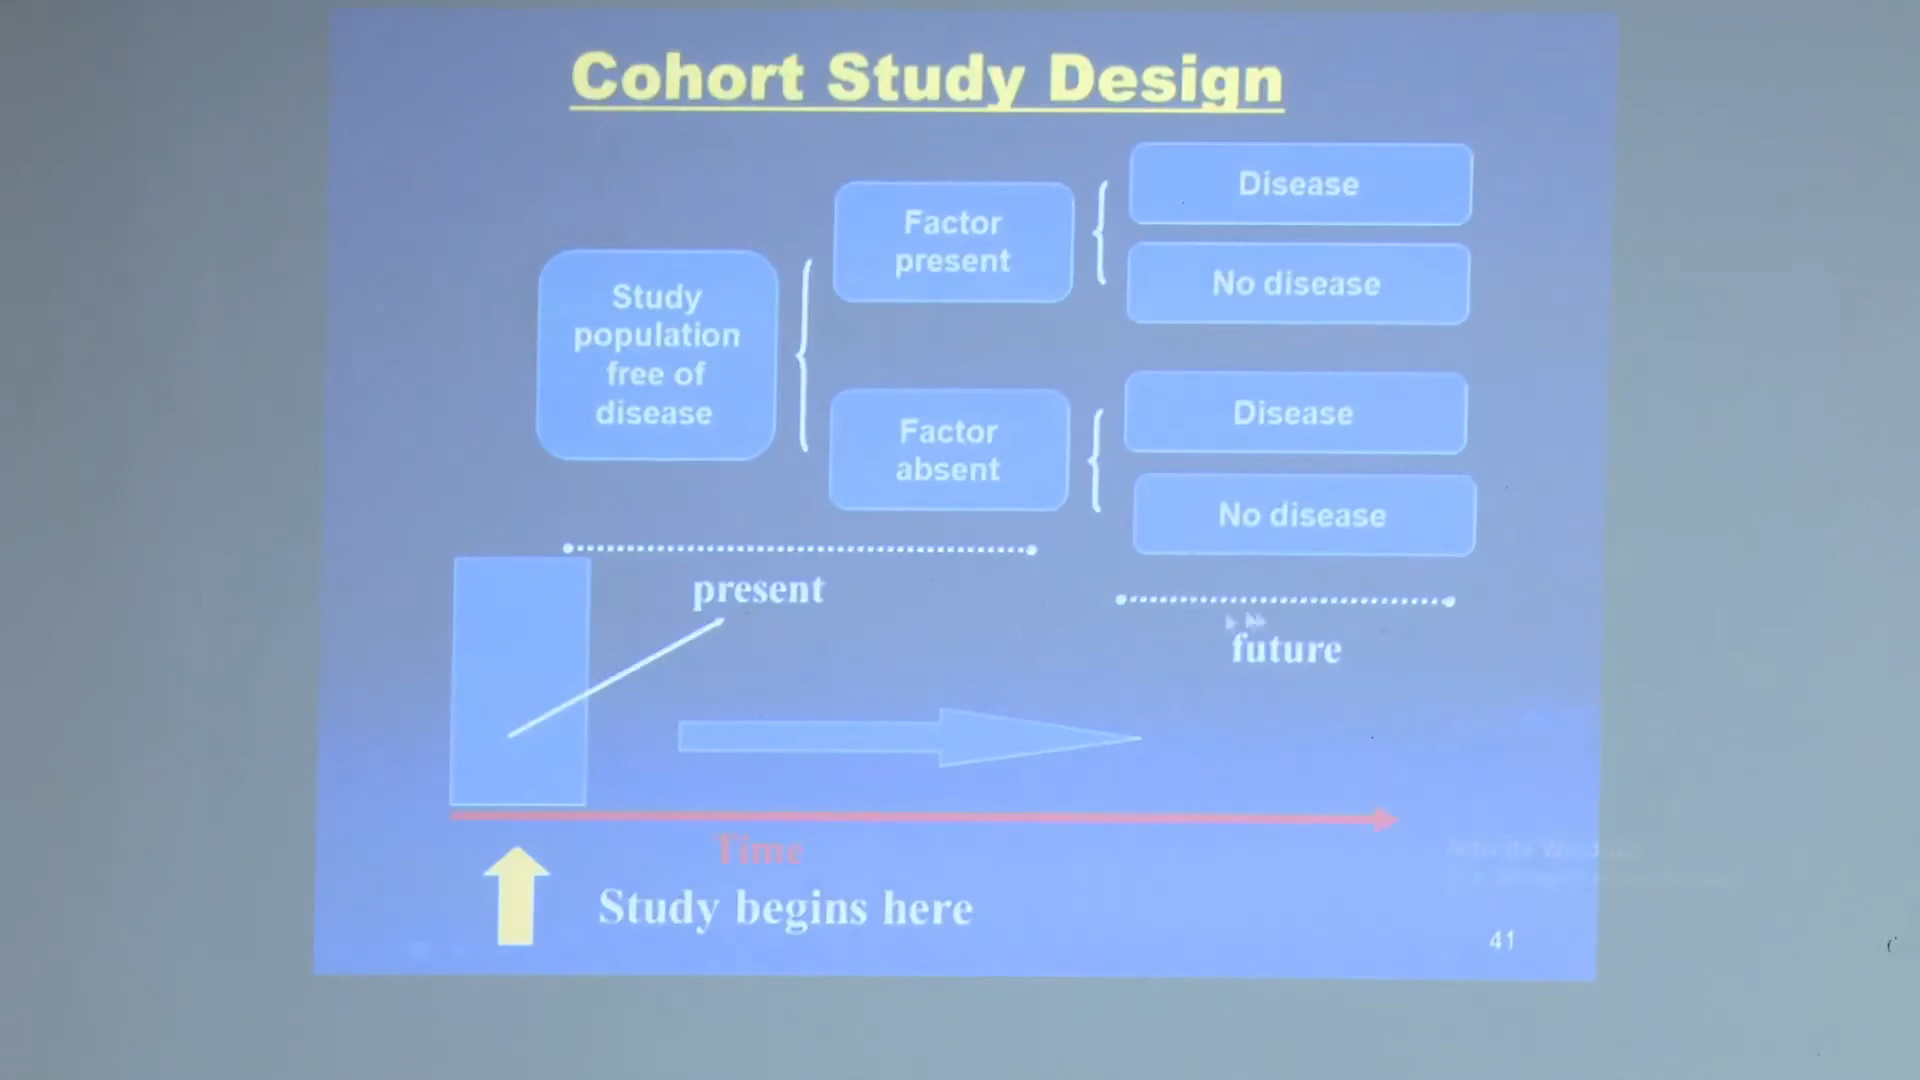 Cohort Study Design
Study
population
free of
disease
Factor
present
Disease
No disease
Factor
absent
Disease
No disease
present
future
Time
Study begins here
41